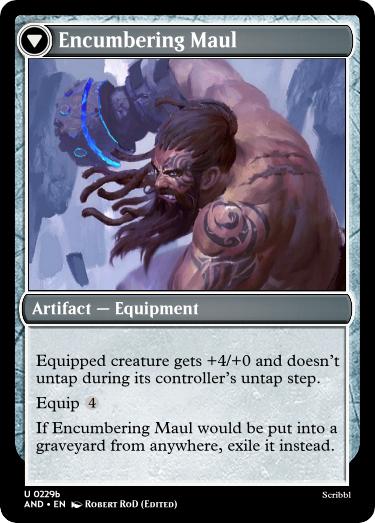 Encumbering Maul
Artifact — Equipment
Equipped creature gets +4/+0 and doesn't
untap during its controller's untap step.
Equip 4
If Encumbering Maul would be put into a
graveyard from anywhere, exile it instead.
U 0229b
Scribbl
AND • EN Robert RoD (Edited)